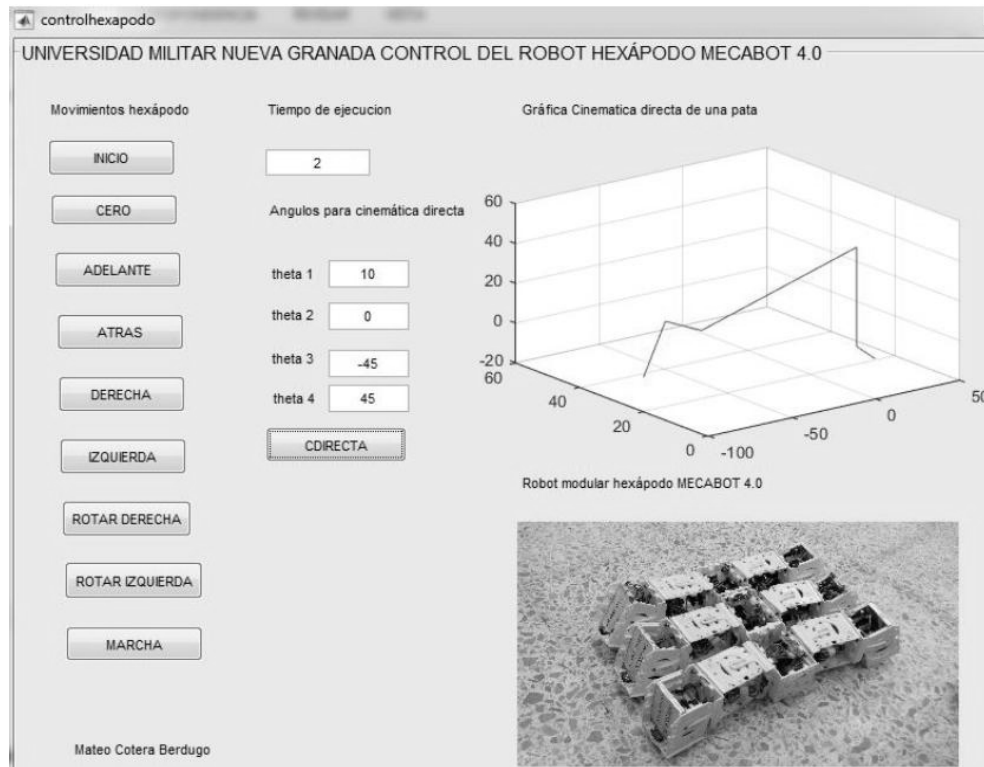 controlhexapodo
UNIVERSIDAD MILITAR NUEVA GRANADA CONTROL DEL ROBOT HEXÁPODO MECABOT 4.0
Movimientos hexápodo
INICIO
CERO
ADELANTE
ATRAS
DERECHA
IZQUIERDA
ROTAR DERECHA
ROTAR IZQUIERDA
MARCHA
Mateo Cotera Berdugo
Tiempo de ejecucion
2
Angulos para cinemática directa
theta 1 10
theta 2 0
theta 3 -45
theta 4 45
CDIRECTA
Gráfica Cinematica directa de una pata
60
40
20
0
-20
60
40
20
0
-100
-50
0
50
Robot modular hexápodo MECABOT 4.0